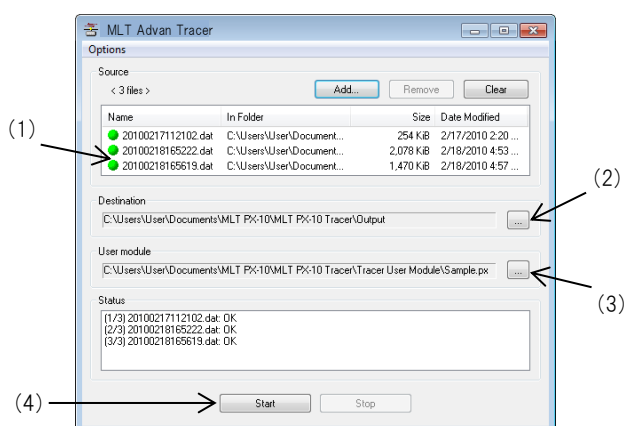 MLT Advan Tracer
Options
Source
< 3 files >
Add...
Remove
Clear
Name In Folder Size Date Modified
20100217112102.dat C:\Users\User\Document... 254 KiB 2/17/2010 2:20 ...
(1)
20100218165222.dat C:\Users\User\Document... 2,078 KiB 2/18/2010 4:53 ...
20100218165619.dat C:\Users\User\Document... 1,470 KiB 2/18/2010 4:57 ...
(2)
Destination
C:\Users\User\Documents\MLT PX-10\MLT PX-10 Tracer\Output ...
User module
C:\Users\User\Documents\MLT PX-10\MLT PX-10 Tracer\Tracer User Module\Sample.px ...
(3)
Status
(1/3) 20100217112102.dat: OK
(2/3) 20100218165222.dat: OK
(3/3) 20100218165619.dat: OK
(4)
Start
Stop